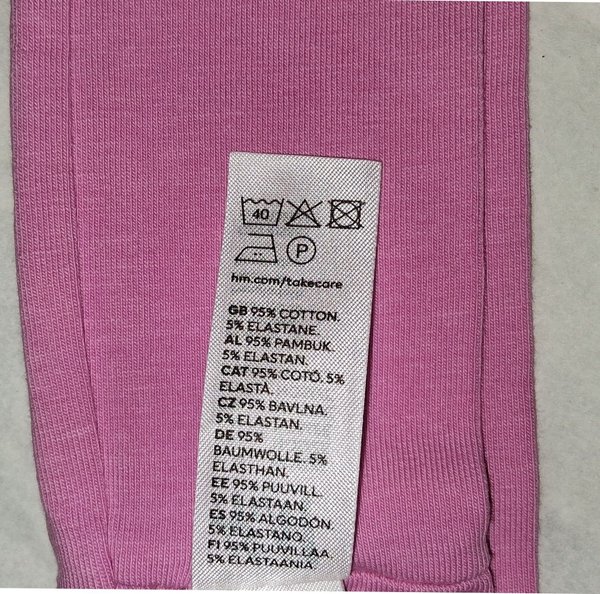 40
P
hm.com/takecare
GB 95% COTTON.
5% ELASTANE.
AL 95% PAMBUK.
5% ELASTAN.
CAT 95% COTÓ. 5%
ELASTÀ.
CZ 95% BAVLNA.
5% ELASTAN.
DE 95%
BAUMWOLLE. 5%
ELASTHAN.
EE 95% PUUVILL.
5% ELASTAAN.
ES 95% ALGODÓN.
5% ELASTANO.
FI 95% PUUVILLAA.
5% ELASTAANIA